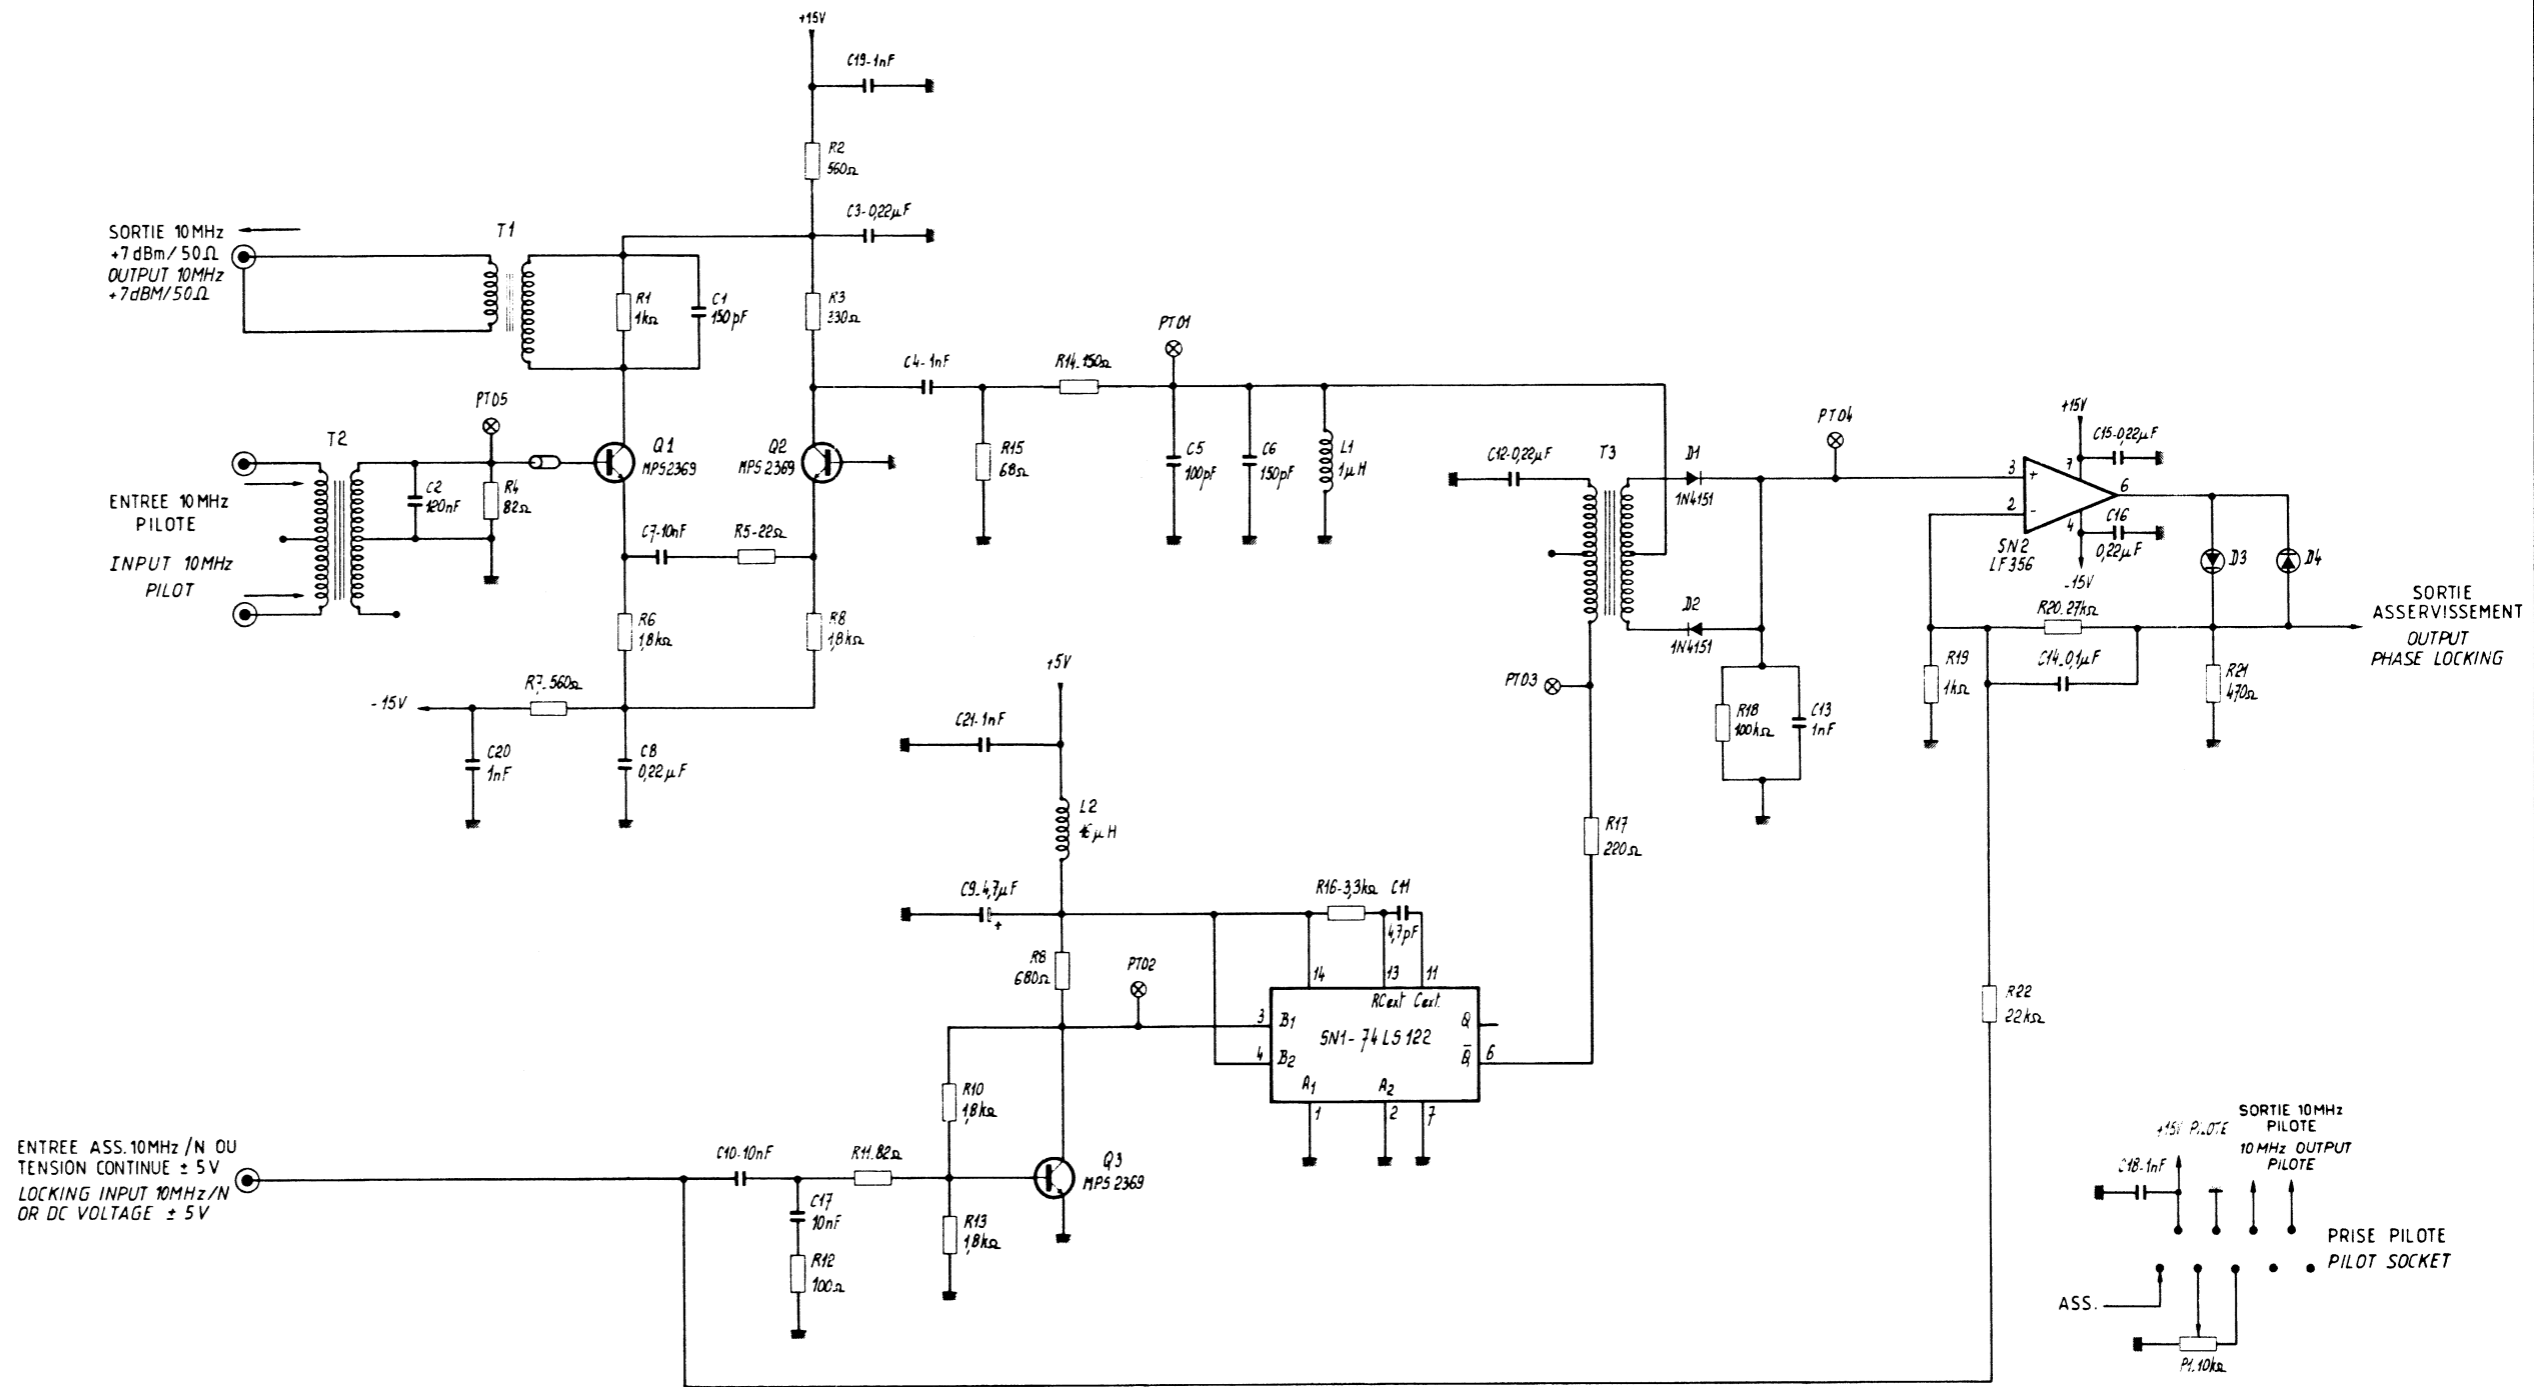 +15V
C19-1nF
R2
560Ω
C3-0,22µF
SORTIE 10MHz
+7dBm/50Ω
OUTPUT 10MHz
+7dBM/50Ω
T1
R1
1kΩ
C1
150pF
R3
330Ω
PT01
C4-1nF
R14-150Ω
PT05
T2
Q1
MPS2369
Q2
MPS2369
C2
120nF
R4
82Ω
ENTREE 10MHz
PILOTE
INPUT 10MHz
PILOT
R15
68Ω
C5
100pF
C6
150pF
L1
1µH
C7-10nF
R5-22Ω
R6
1,8kΩ
R8
1,8kΩ
R7-560Ω
-15V
C20
1nF
C8
0,22µF
C12-0,22µF
T3
D1
1N4151
PT04
D2
1N4151
PT03
R18
100kΩ
C13
1nF
+15V
C15-0,22µF
3
+
7
6
2
-
4
C16
0,22µF
SN2
LF356
-15V
D3
D4
R20-27kΩ
C14-0,1µF
R19
1kΩ
R21
470Ω
SORTIE
ASSERVISSEMENT
OUTPUT
PHASE LOCKING
+5V
C21-1nF
L2
R17
220Ω
C9-4,7µF
+
R16-3,3kΩ
C11
4,7pF
R8
680Ω
PT02
14
13
11
RCext
Cext.
3
B1
Q
SN1-74LS122
4
B2
Q̅
6
A1
A2
1
2
7
R22
22kΩ
R10
1,8kΩ
ENTREE ASS.10MHz/N OU
TENSION CONTINUE ± 5V
LOCKING INPUT 10MHz/N
OR DC VOLTAGE ± 5V
C10-10nF
R11.82Ω
Q3
MPS2369
C17
10nF
R13
1,8kΩ
R12
100Ω
SORTIE 10MHz
PILOTE
+15V PILOTE
10MHz OUTPUT
PILOTE
C18-1nF
PRISE PILOTE
PILOT SOCKET
ASS.
P1.10kΩ